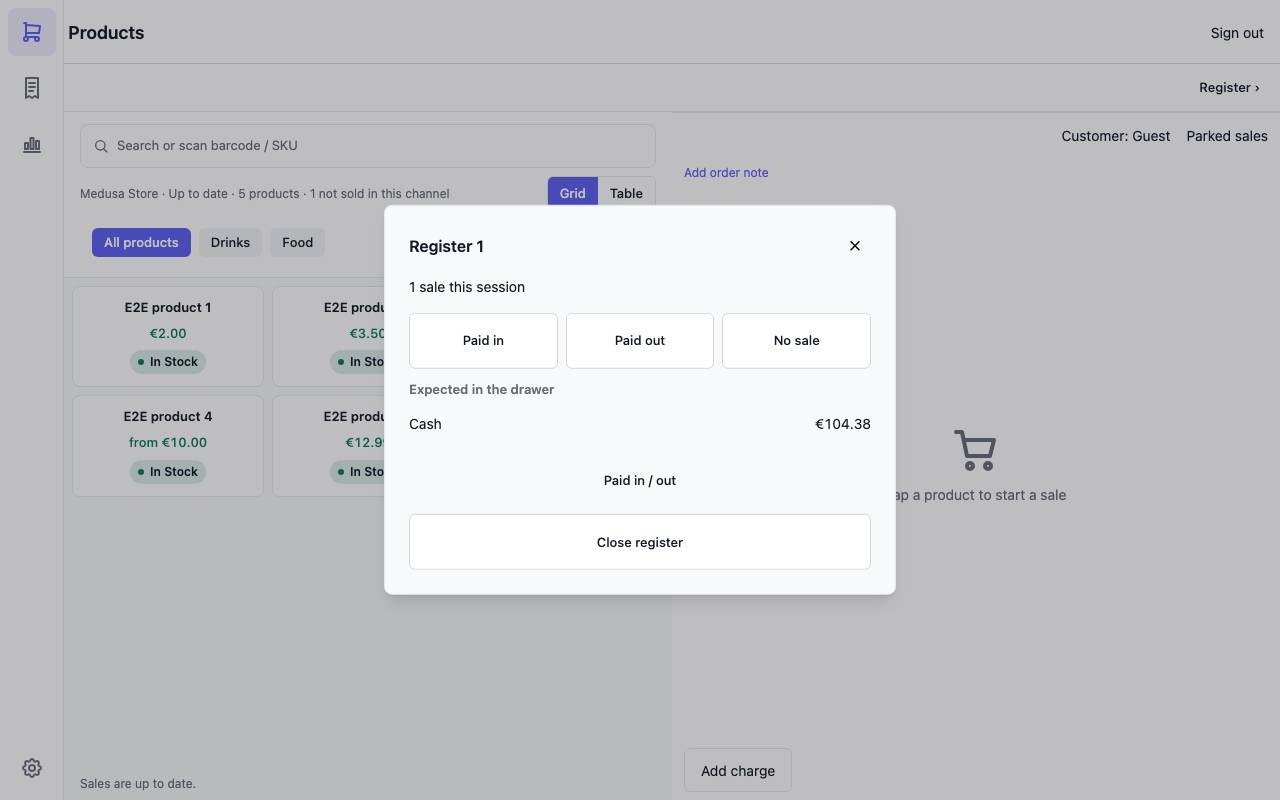 Products
Sign out
Register ›
Search or scan barcode / SKU
Customer: Guest
Parked sales
Add order note
Medusa Store · Up to date · 5 products · 1 not sold in this channel
Grid
Table
All products
Drinks
Food
E2E product 1
€2.00
In Stock
E2E produ
€3.50
In Sto
E2E product 4
from €10.00
In Stock
E2E produ
€12.9
In Sto
Register 1
1 sale this session
Paid in
Paid out
No sale
Expected in the drawer
Cash
€104.38
Paid in / out
Close register
ap a product to start a sale
Add charge
Sales are up to date.